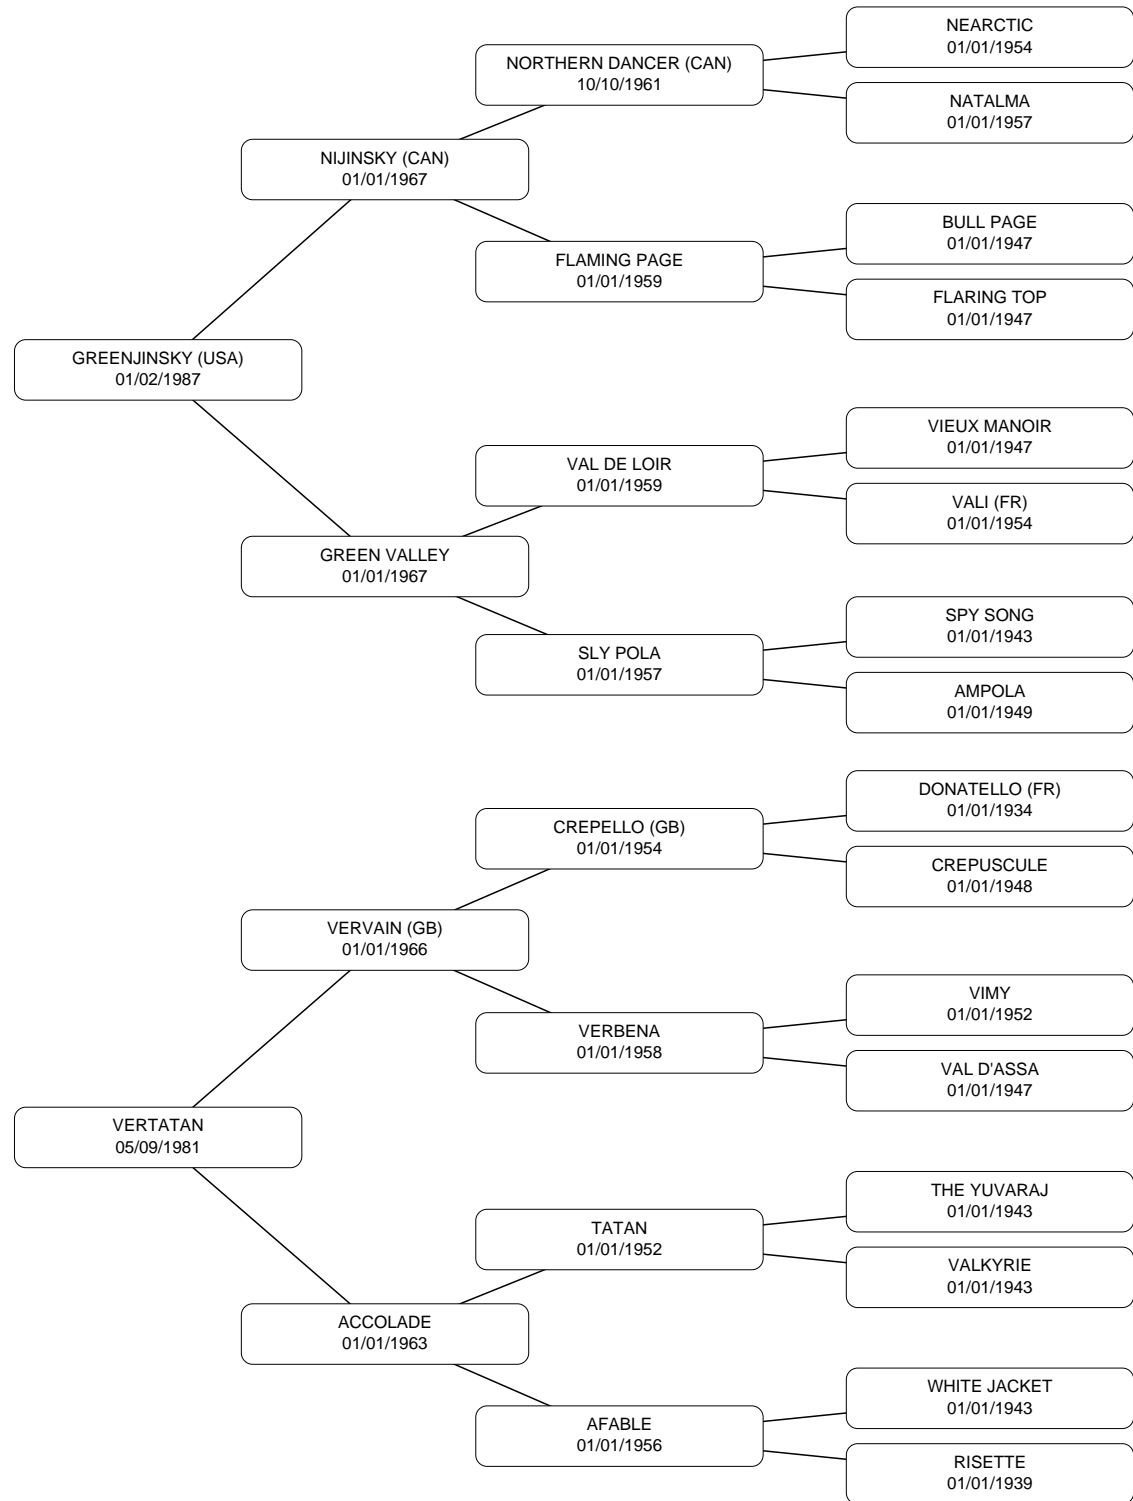 NEARCTIC
01/01/1954
NORTHERN DANCER (CAN)
10/10/1961
NATALMA
01/01/1957
NIJINSKY (CAN)
01/01/1967
BULL PAGE
01/01/1947
FLAMING PAGE
01/01/1959
FLARING TOP
01/01/1947
GREENJINSKY (USA)
01/02/1987
VIEUX MANOIR
01/01/1947
VAL DE LOIR
01/01/1959
VALI (FR)
01/01/1954
GREEN VALLEY
01/01/1967
SPY SONG
01/01/1943
SLY POLA
01/01/1957
AMPOLA
01/01/1949
DONATELLO (FR)
01/01/1934
CREPELLO (GB)
01/01/1954
CREPUSCULE
01/01/1948
VERVAIN (GB)
01/01/1966
VIMY
01/01/1952
VERBENA
01/01/1958
VAL D'ASSA
01/01/1947
VERTATAN
05/09/1981
THE YUVARAJ
01/01/1943
TATAN
01/01/1952
VALKYRIE
01/01/1943
ACCOLADE
01/01/1963
WHITE JACKET
01/01/1943
AFABLE
01/01/1956
RISETTE
01/01/1939